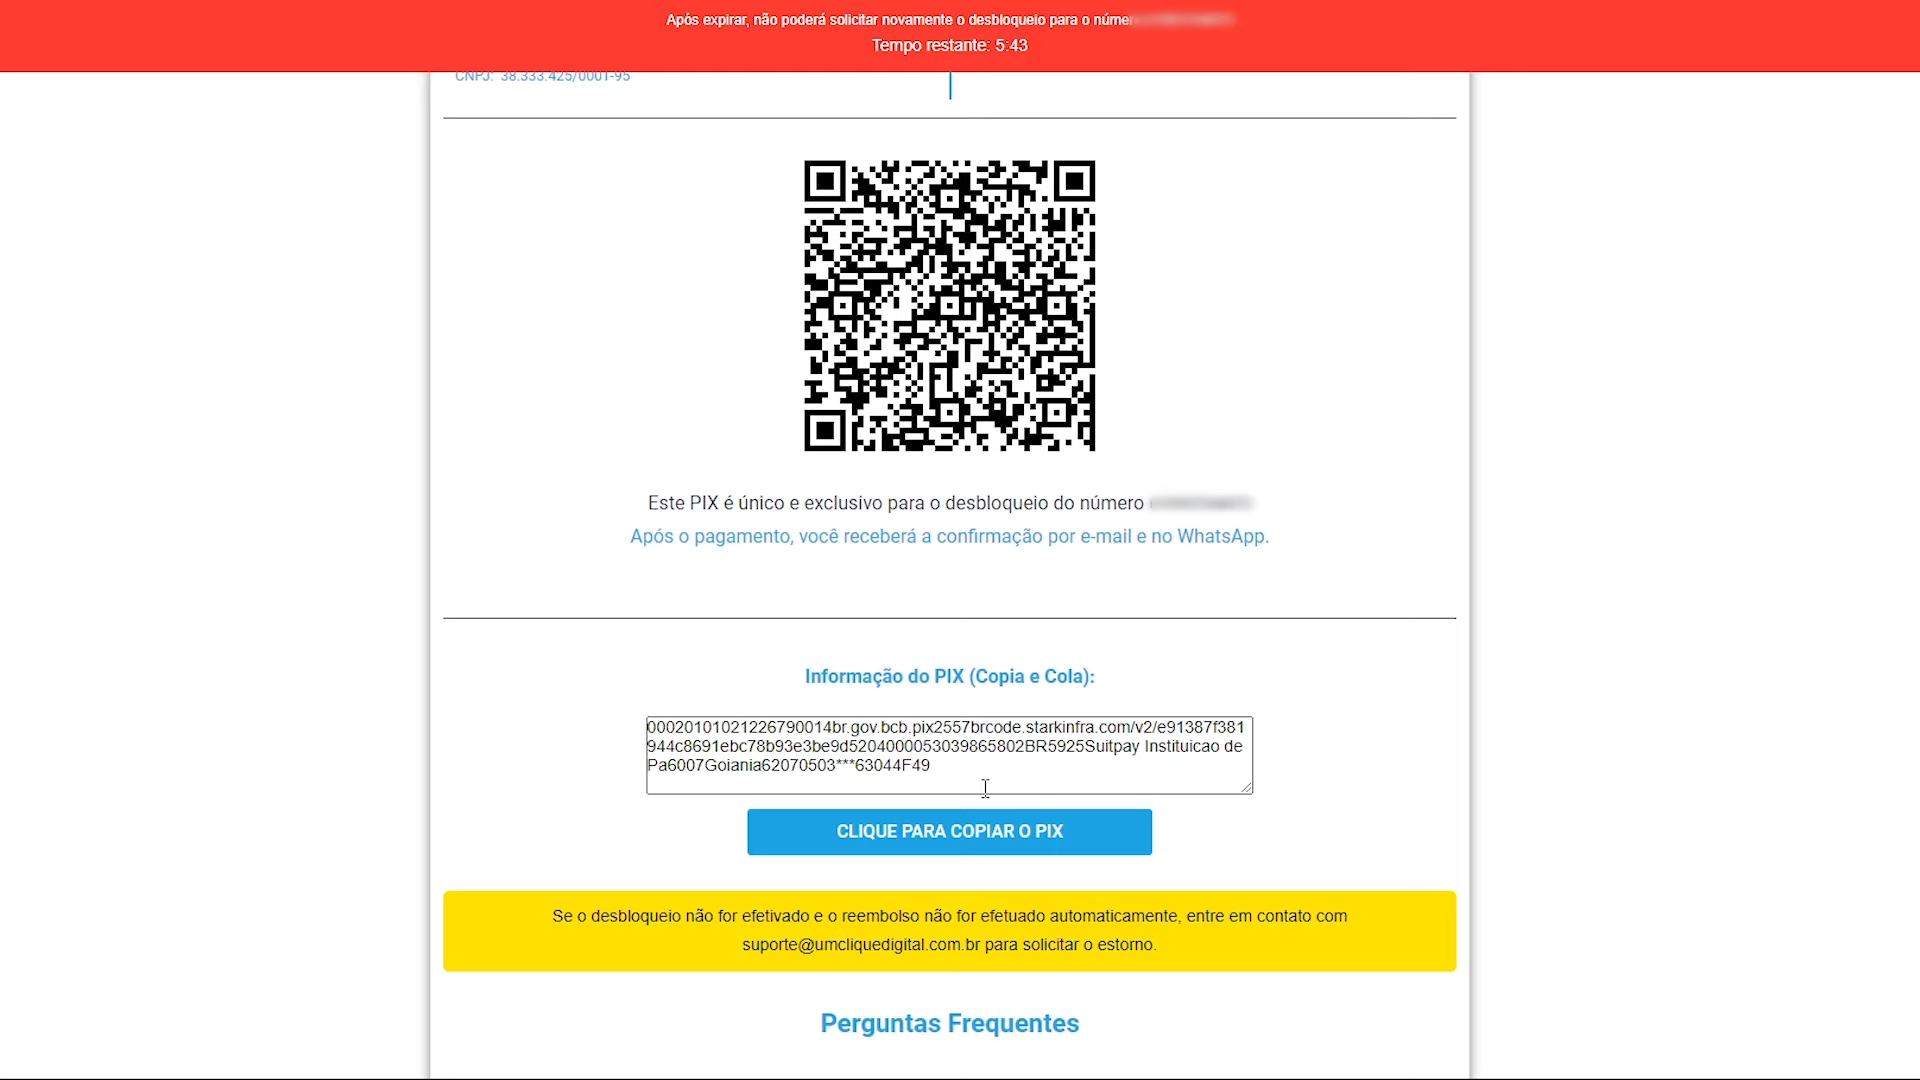 Após expirar, não poderá solicitar novamente o desbloqueio para o número
Tempo restante: 5:43
CNPJ: 38.333.425/0001-95
Este PIX é único e exclusivo para o desbloqueio do número
Após o pagamento, você receberá a confirmação por e-mail e no WhatsApp.
Informação do PIX (Copia e Cola):
00020101021226790014br.gov.bcb.pix2557brcode.starkinfra.com/v2/e91387f381
944c8691ebc78b93e3be9d5204000053039865802BR5925Suitpay Instituicao de
Pa6007Goiania62070503***63044F49
CLIQUE PARA COPIAR O PIX
Se o desbloqueio não for efetivado e o reembolso não for efetuado automaticamente, entre em contato com
suporte@umcliquedigital.com.br para solicitar o estorno.
Perguntas Frequentes